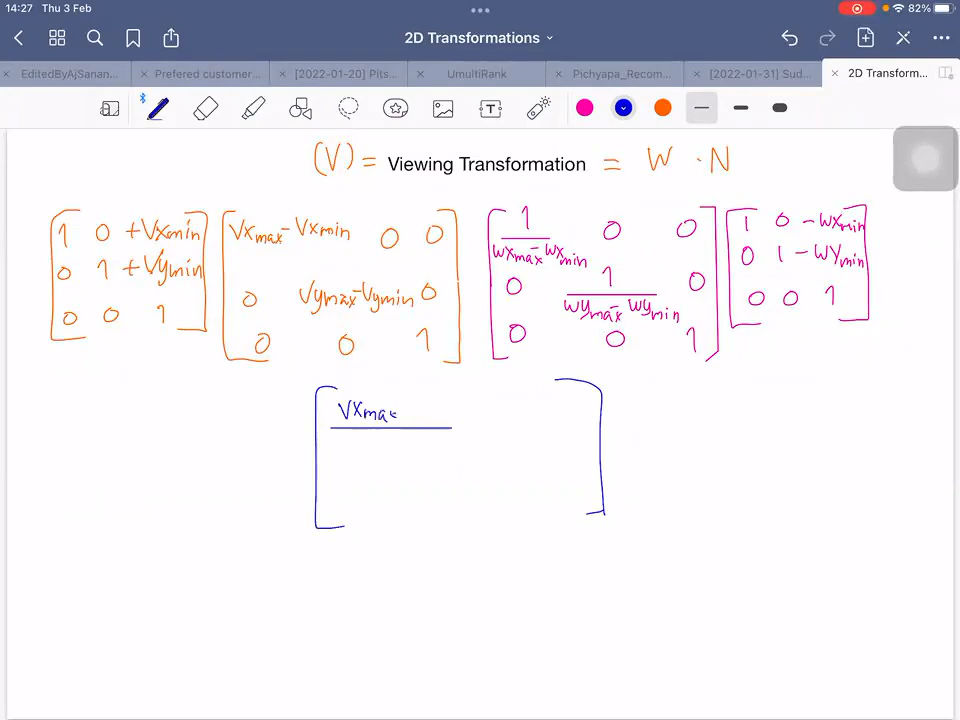 14:27 Thu 3 Feb
82%
2D Transformations
EditedByAjSanan...
Prefered customer...
[2022-01-20] Pits...
UmultiRank
Pichyapa_Recom...
[2022-01-31] Sud...
2D Transform...
(V) = Viewing Transformation = W · N
1 0 +Vxmin
0 1 +Vymin
0 0 1
Vxmax-Vxmin 0 0
0 Vymax-Vymin 0
0 0 1
1/wxmax-wxmin 0 0
0 1/wymax-wymin 0
0 0 1
1 0 -wxmin
0 1 -wymin
0 0 1
Vxmax